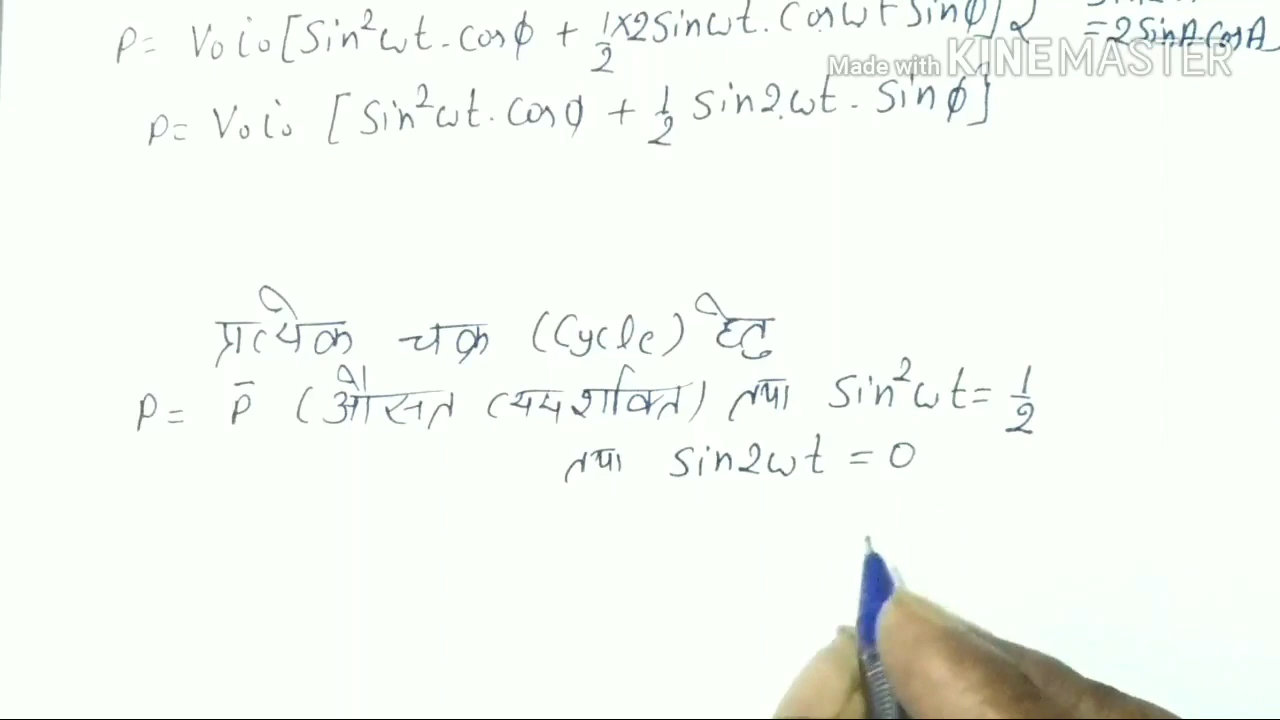 P= V₀i₀[Sin²ωt.cosϕ + 1/2×2Sinωt.Cosωt Sinϕ]
=2SinA CosA
Made with KINEMASTER
P= V₀i₀ [Sin²ωt.cosϕ + 1/2 Sin2ωt.Sinϕ]
प्रत्येक चक्र (Cycle) हेतु
P= P̄ (औसत व्ययशक्ति) तथा Sin²ωt=1/2
तथा Sin2ωt=0